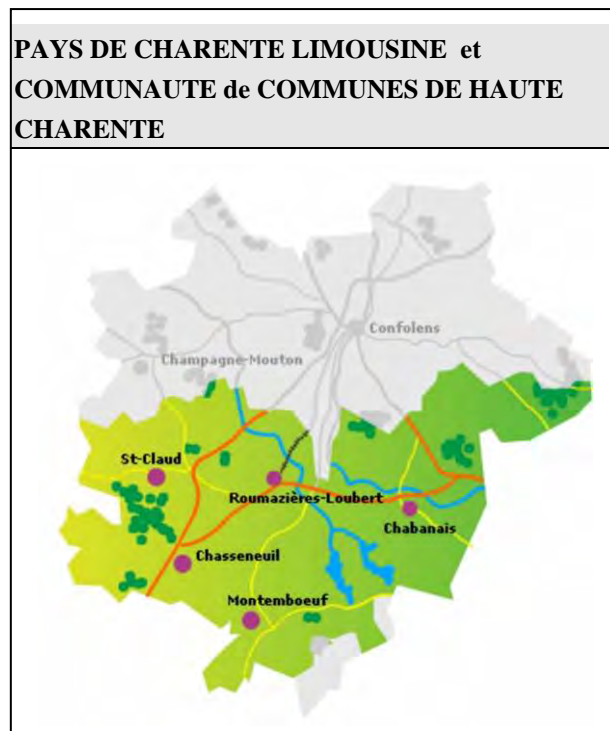 PAYS DE CHARENTE LIMOUSINE et
COMMUNAUTE de COMMUNES DE HAUTE
CHARENTE
Confolens
Champagne-Mouton
St-Claud
Roumazières-Loubert
Chabanais
Chasseneuil
Montemboeuf